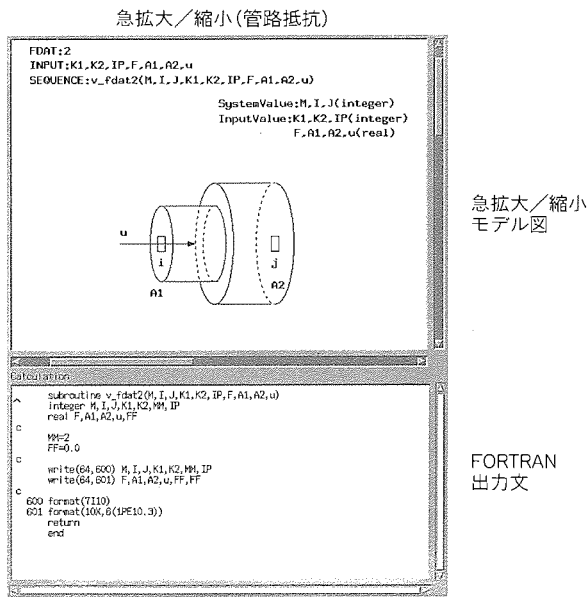 急拡大／縮小(管路抵抗)
FDAT:2
INPUT:K1,K2,IP,F,A1,A2,u
SEQUENCE:v_fdat2(M,I,J,K1,K2,IP,F,A1,A2,u)
SystemValue:M,I,J(integer)
InputValue:K1,K2,IP(integer)
F,A1,A2,u(real)
u
i
j
A1
A2
急拡大／縮小
モデル図
Calculation
subroutine v_fdat2(M,I,J,K1,K2,IP,F,A1,A2,u)
integer M,I,J,K1,K2,MM,IP
real F,A1,A2,u,FF
c
MM=2
FF=0.0
c
write(64,600) M,I,J,K1,K2,MM,IP
write(64,601) F,A1,A2,u,FF,FF
c
600 format(7I10)
601 format(10X,6(1PE10.3))
return
end
FORTRAN
出力文